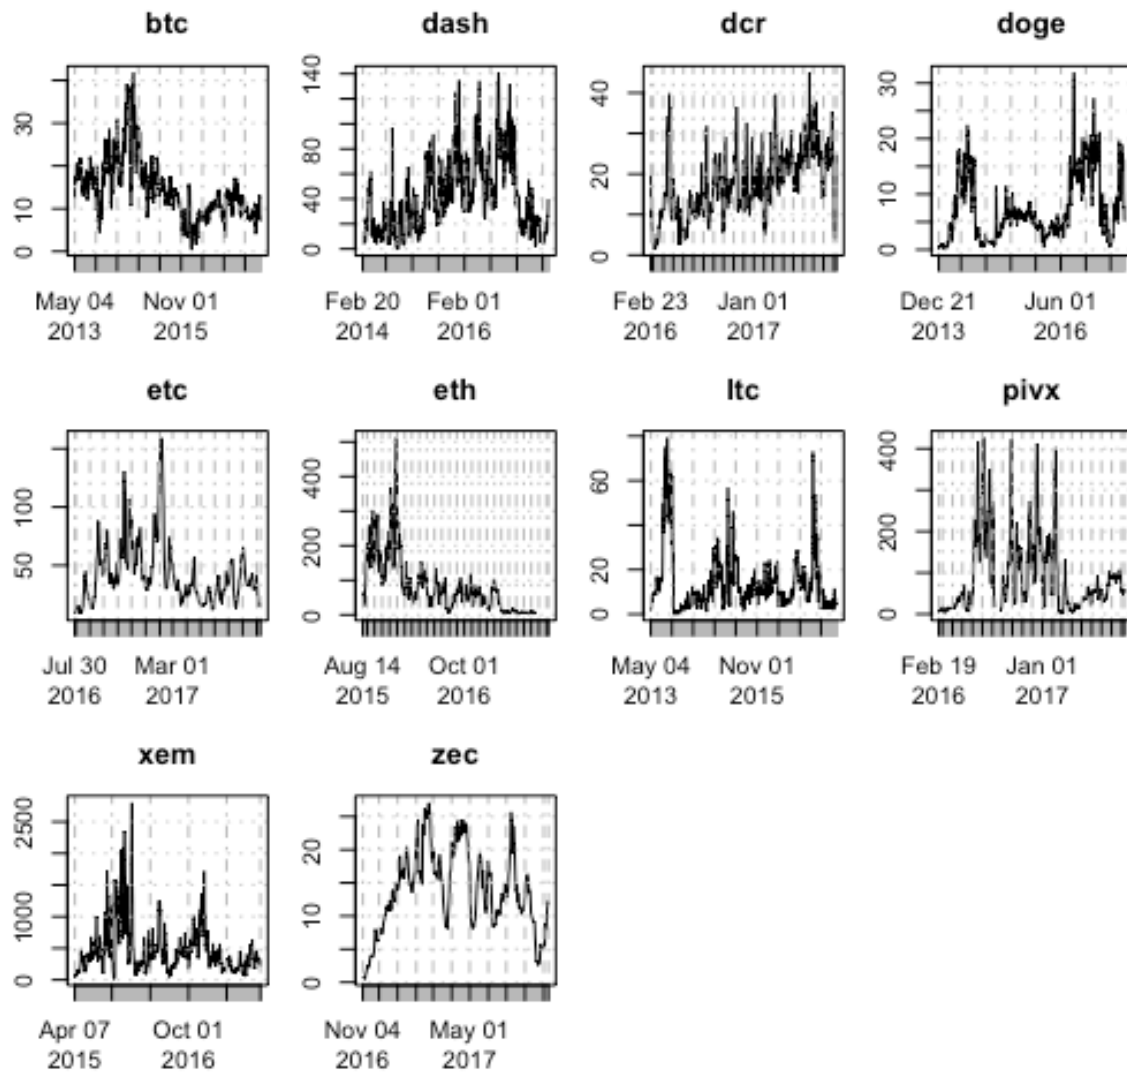 btc
dash
dcr
doge
0 10 30
0 40 80 140
0 20 40
0 10 20 30
May 04 2013
Nov 01 2015
Feb 20 2014
Feb 01 2016
Feb 23 2016
Jan 01 2017
Dec 21 2013
Jun 01 2016
etc
eth
ltc
pivx
50 100
0 200 400
0 20 60
0 200 400
Jul 30 2016
Mar 01 2017
Aug 14 2015
Oct 01 2016
May 04 2013
Nov 01 2015
Feb 19 2016
Jan 01 2017
xem
zec
0 1000 2500
0 10 20
Apr 07 2015
Oct 01 2016
Nov 04 2016
May 01 2017